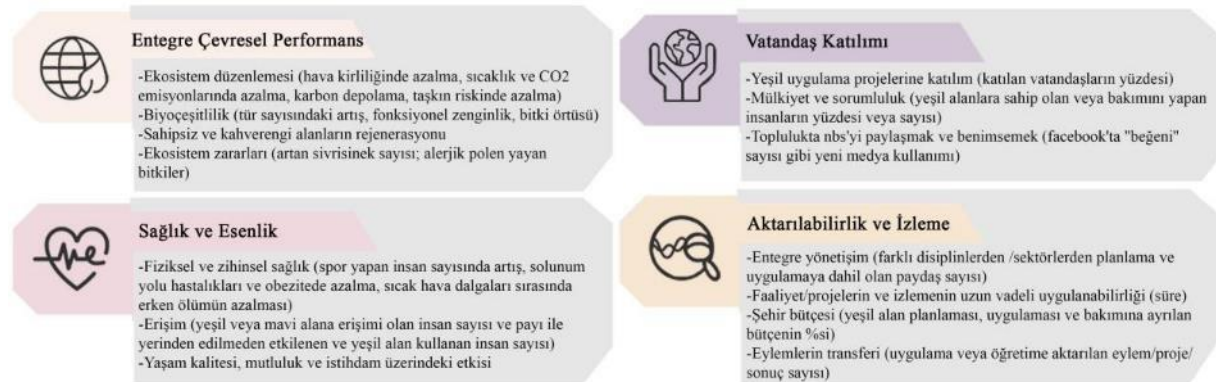 Entegre Çevresel Performans
-Ekosistem düzenlemesi (hava kirliliğinde azalma, sıcaklık ve CO2
emisyonlarında azalma, karbon depolama, taşkın riskinde azalma)
-Biyoçeşitlilik (tür sayısındaki artış, fonksiyonel zenginlik, bitki örtüsü)
-Sahipsiz ve kahverengi alanların rejenerasyonu
-Ekosistem zararları (artan sivrisinek sayısı; alerjik polen yayan
bitkiler)
Vatandaş Katılımı
-Yeşil uygulama projelerine katılım (katılan vatandaşların yüzdesi)
-Mülkiyet ve sorumluluk (yeşil alanlara sahip olan veya bakımını yapan
insanların yüzdesi veya sayısı)
-Toplulukta nbs'yi paylaşmak ve benimsemek (facebook'ta "beğeni"
sayısı gibi yeni medya kullanımı)
Sağlık ve Esenlik
-Fiziksel ve zihinsel sağlık (spor yapan insan sayısında artış, solunum
yolu hastalıkları ve obezitede azalma, sıcak hava dalgaları sırasında
erken ölümün azalması)
-Erişim (yeşil veya mavi alana erişimi olan insan sayısı ve payı ile
yerinden edilmeden etkilenen ve yeşil alan kullanan insan sayısı)
-Yaşam kalitesi, mutluluk ve istihdam üzerindeki etkisi
Aktarılabilirlik ve İzleme
-Entegre yönetişim (farklı disiplinlerden /sektörlerden planlama ve
uygulamaya dahil olan paydaş sayısı)
-Faaliyet/projelerin ve izlemenin uzun vadeli uygulanabilirliği (süre)
-Şehir bütçesi (yeşil alan planlaması, uygulaması ve bakımına ayrılan
bütçenin %si)
-Eylemlerin transferi (uygulama veya öğretime aktarılan eylem/proje/
sonuç sayısı)